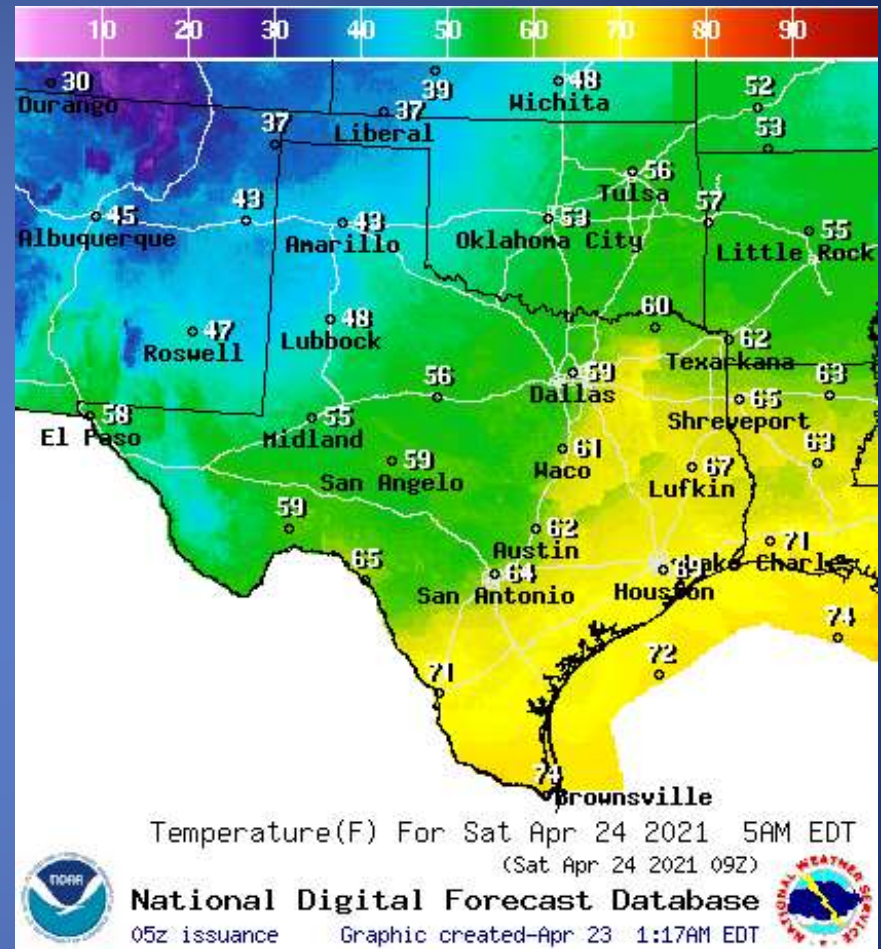 10 20 30 40 50 60 70 80 90
30 39 48
Durango Wichita 52
37 Liberal
37 53
56
Tulsa
45 43 43 53 57 55
Albuquerque Amarillo Oklahoma City Little Rock
47 48 60
Roswell Lubbock 62
Texarkana
56 59 63
Dallas 65
58 55 Shreveport
El Paso Midland
59 61 67 63
San Angelo Waco Lufkin
59 62 71
Austin Lake Charles
65 64 69
San Antonio Houston
74
72
71
74
Brownsville
Temperature(F) For Sat Apr 24 2021 5AM EDT
(Sat Apr 24 2021 09Z)
National Digital Forecast Database
05z issuance Graphic created-Apr 23 1:17AM EDT
NOAA
NATIONAL WEATHER SERVICE